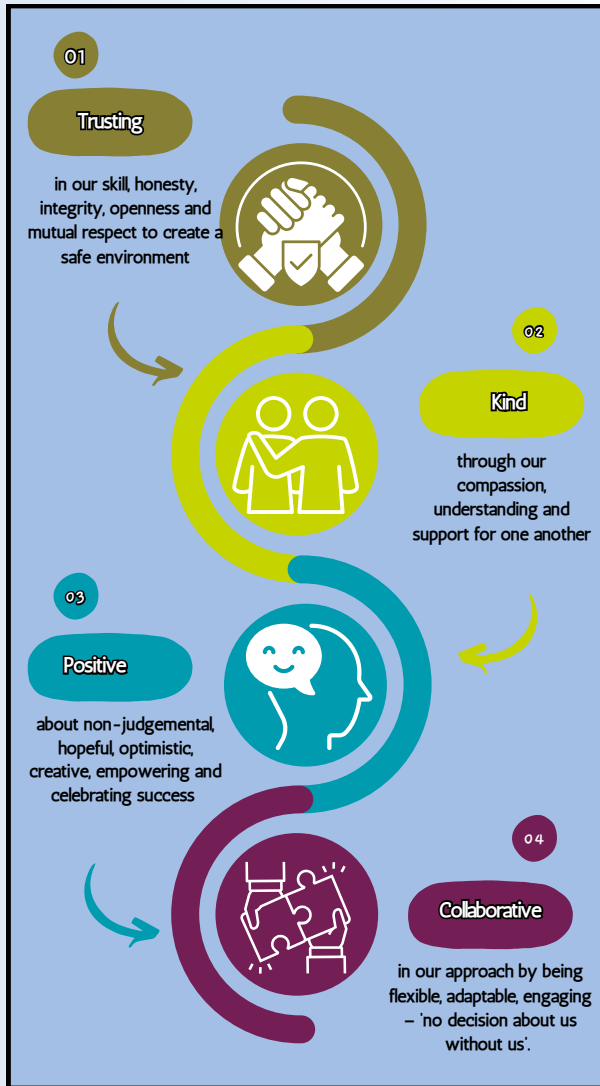 01
Trusting
in our skill, honesty,
integrity, openness and
mutual respect to create a
safe environment
02
Kind
through our
compassion,
understanding and
support for one another
03
Positive
about non-judgemental,
hopeful, optimistic,
creative, empowering and
celebrating success
04
Collaborative
in our approach by being
flexible, adaptable, engaging
– 'no decision about us
without us'.